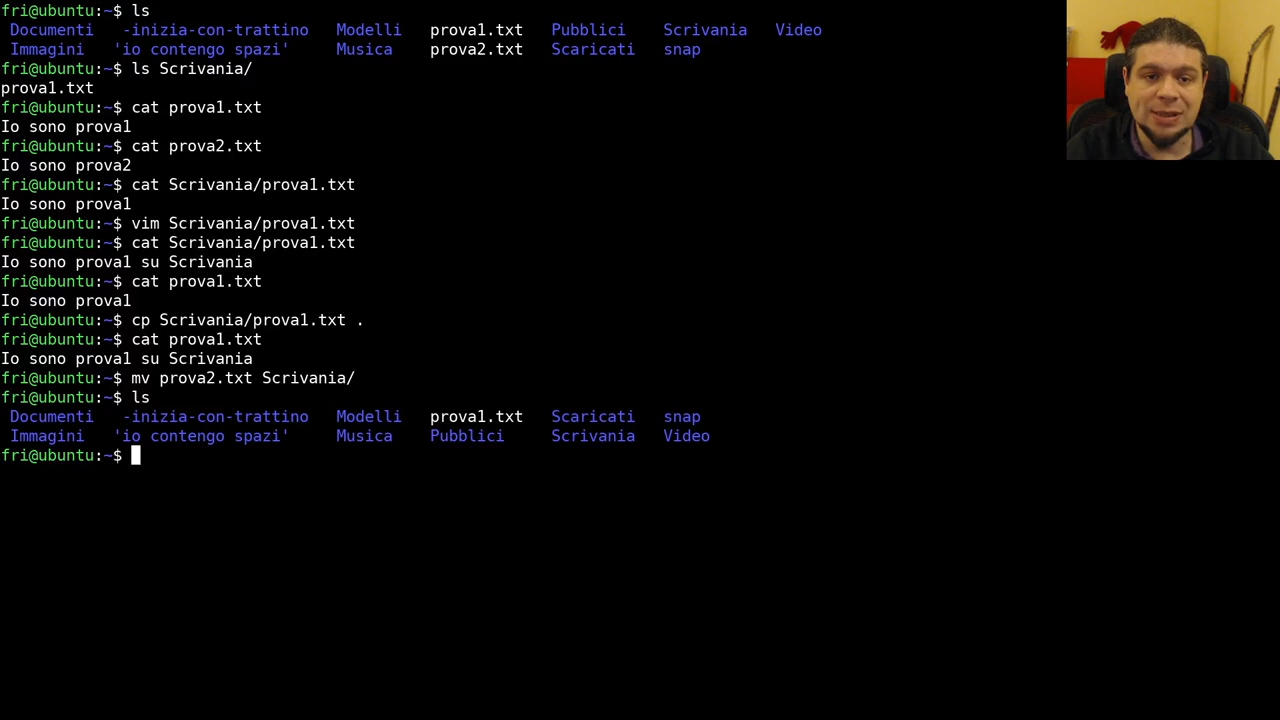 fri@ubuntu:~$ ls
Documenti -inizia-con-trattino Modelli prova1.txt Pubblici Scrivania Video
Immagini 'io contengo spazi' Musica prova2.txt Scaricati snap
fri@ubuntu:~$ ls Scrivania/
prova1.txt
fri@ubuntu:~$ cat prova1.txt
Io sono prova1
fri@ubuntu:~$ cat prova2.txt
Io sono prova2
fri@ubuntu:~$ cat Scrivania/prova1.txt
Io sono prova1
fri@ubuntu:~$ vim Scrivania/prova1.txt
fri@ubuntu:~$ cat Scrivania/prova1.txt
Io sono prova1 su Scrivania
fri@ubuntu:~$ cat prova1.txt
Io sono prova1
fri@ubuntu:~$ cp Scrivania/prova1.txt .
fri@ubuntu:~$ cat prova1.txt
Io sono prova1 su Scrivania
fri@ubuntu:~$ mv prova2.txt Scrivania/
fri@ubuntu:~$ ls
Documenti -inizia-con-trattino Modelli prova1.txt Scaricati snap
Immagini 'io contengo spazi' Musica Pubblici Scrivania Video
fri@ubuntu:~$